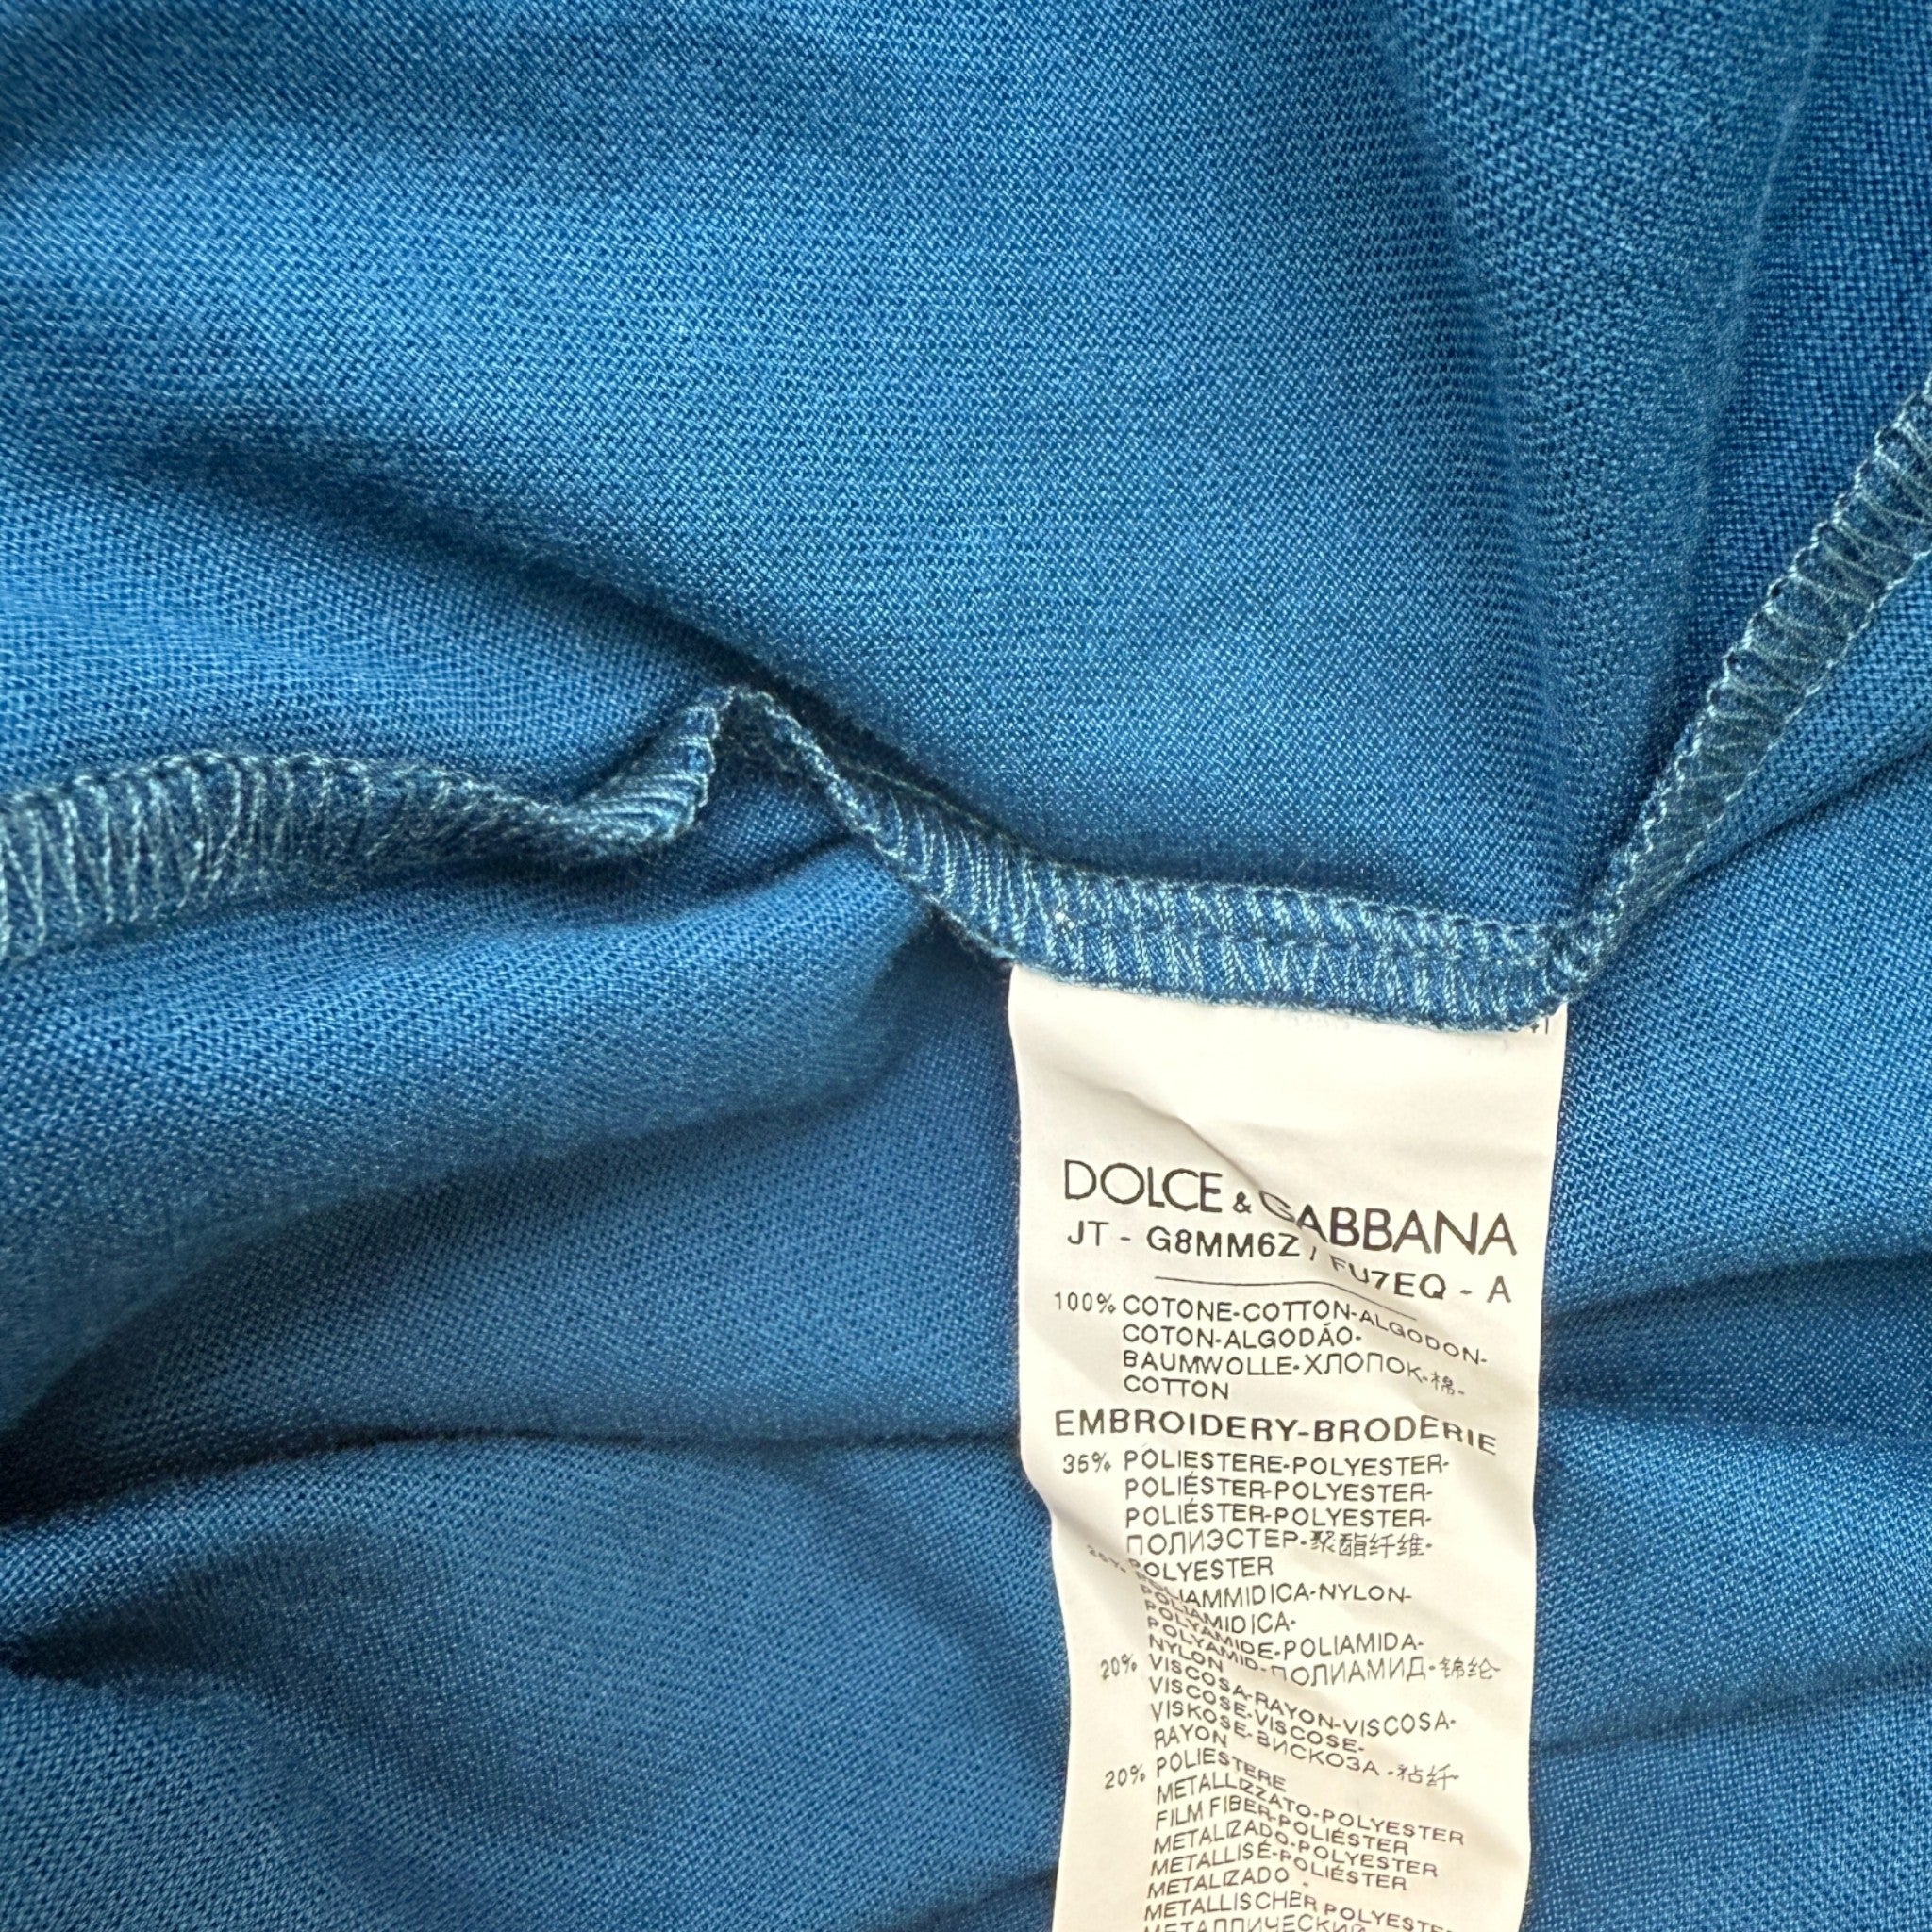 41
DOLCE & GABBANA
JT - G8MM6Z / FU7EQ - A
100% COTONE-COTTON-ALGODON-
COTON-ALGODÃO-
BAUMWOLLE-ХЛОПОК-棉-
COTTON
EMBROIDERY-BRODERIE
35% POLIESTERE-POLYESTER-
POLIÉSTER-POLYESTER-
POLIÉSTER-POLYESTER-
ПОЛИЭСТЕР-聚酯纤维-
POLYESTER
25% POLIAMMIDICA-NYLON-
POLIAMIDICA-
POLYAMIDE-POLIAMIDA-
POLYAMID-ПОЛИАМИД-锦纶-
NYLON
20% VISCOSA-RAYON-VISCOSA-
VISCOSE-VISCOSE-
VISKOSE-ВИСКОЗА-粘纤-
RAYON
20% POLIESTERE
METALLIZZATO-POLYESTER
FILM FIBER-POLIÉSTER
METALIZADO-POLYESTER
METALLISÉ-POLIÉSTER
METALIZADO -
METALLISCHER POLYESTER-
МЕТАЛЛИЧЕСКИЙ